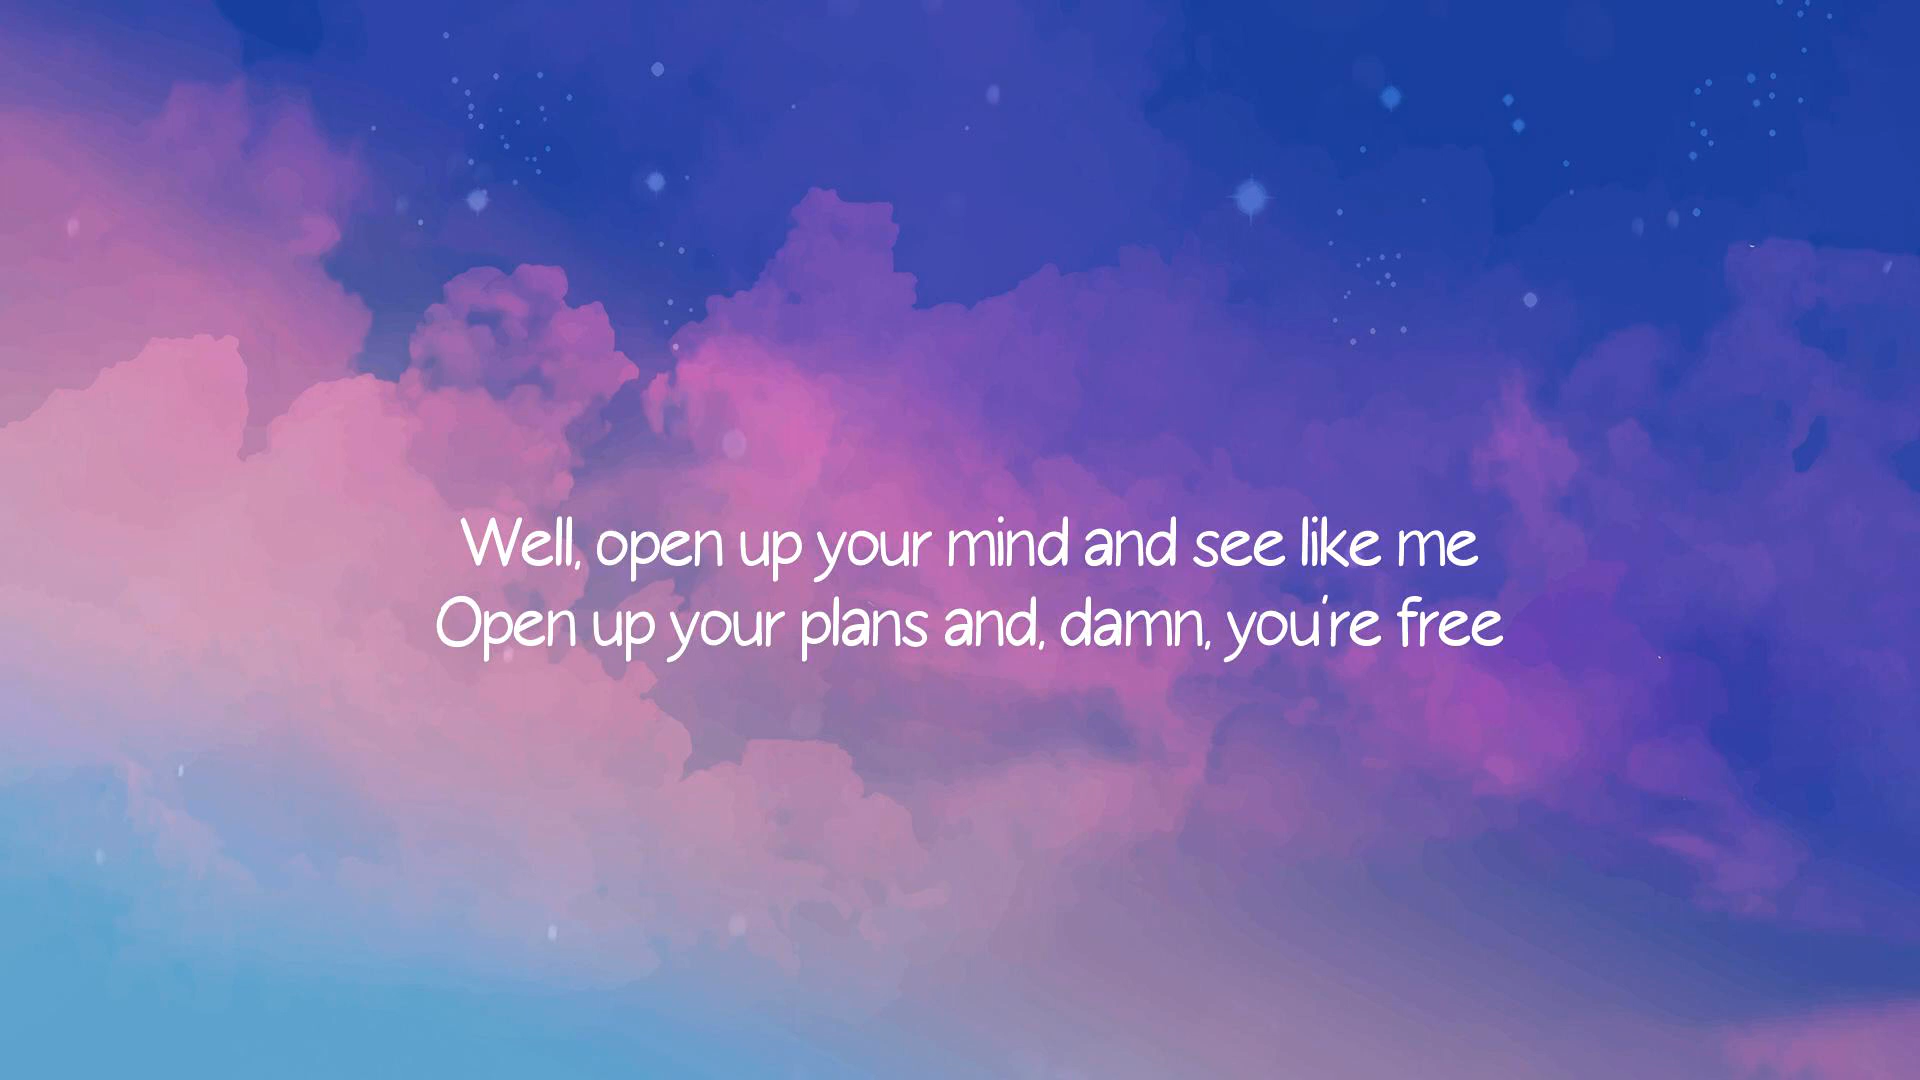 Well, open up your mind and see like me
Open up your plans and, damn, you're free